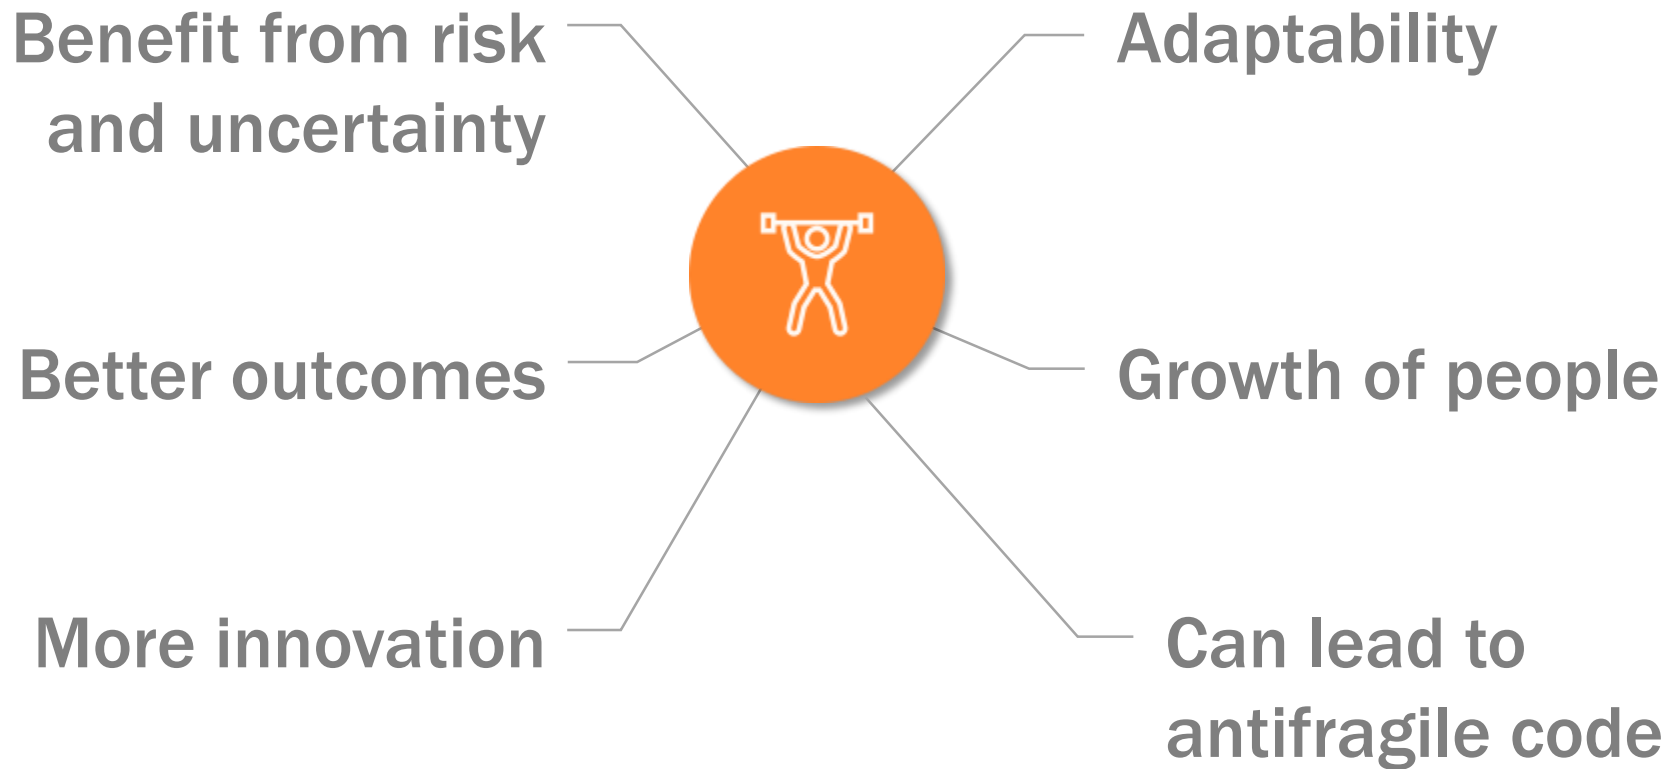 Benefit from risk
and uncertainty
Better outcomes
More innovation
Adaptability
Growth of people
Can lead to
antifragile code